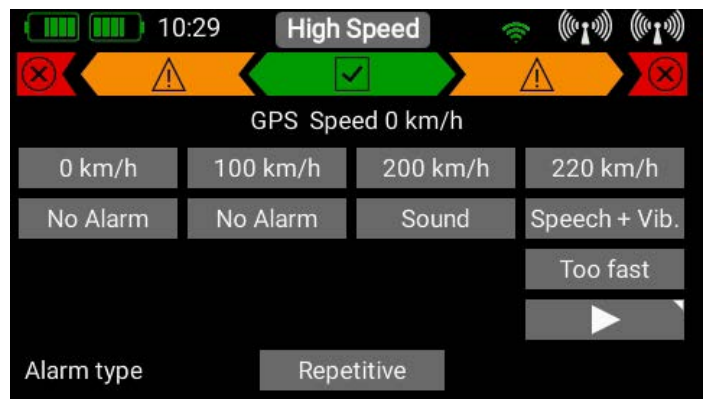 10:29 High Speed
GPS Speed 0 km/h
0 km/h 100 km/h 200 km/h 220 km/h
No Alarm No Alarm Sound Speech + Vib.
Too fast
Alarm type Repetitive